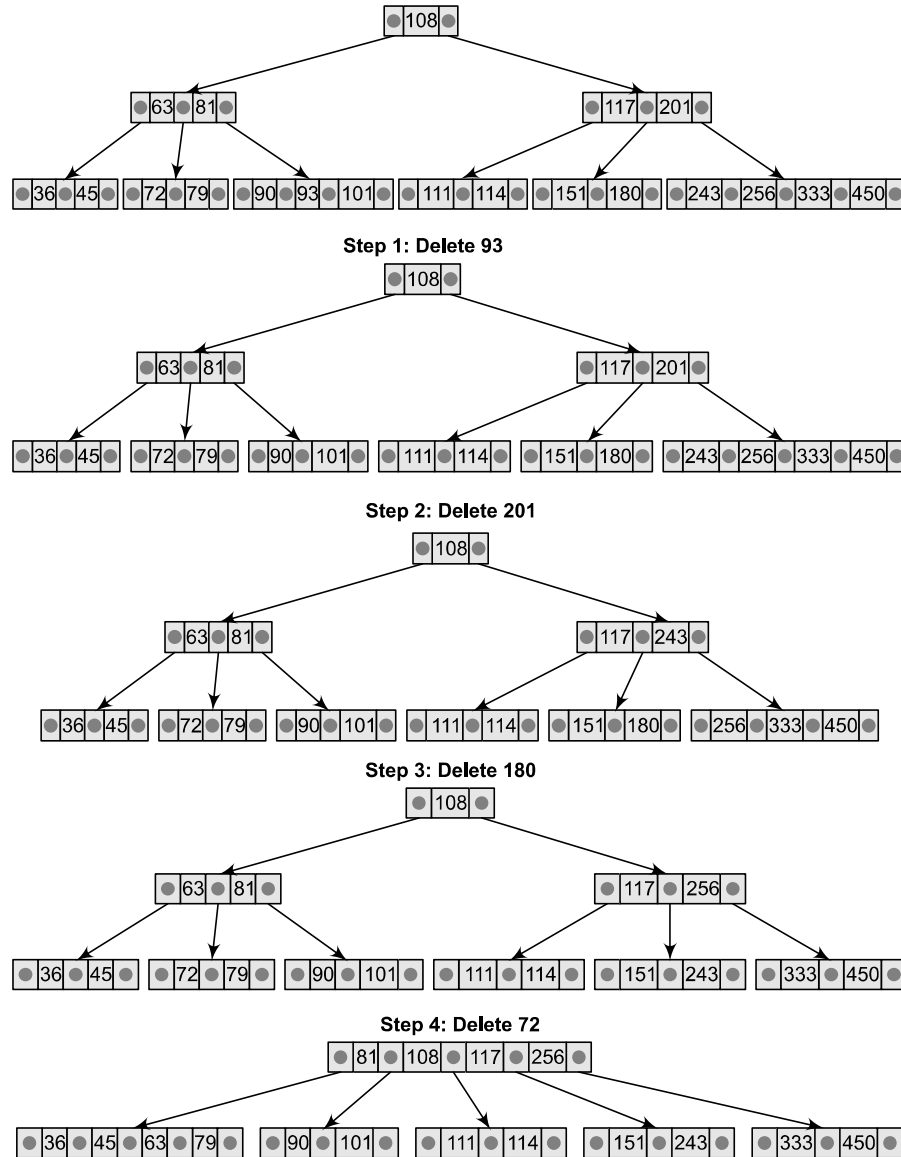 108
63 81 117 201
36 45 72 79 90 93 101 111 114 151 180 243 256 333 450
Step 1: Delete 93
108
63 81 117 201
36 45 72 79 90 101 111 114 151 180 243 256 333 450
Step 2: Delete 201
108
63 81 117 243
36 45 72 79 90 101 111 114 151 180 256 333 450
Step 3: Delete 180
108
63 81 117 256
36 45 72 79 90 101 111 114 151 243 333 450
Step 4: Delete 72
81 108 117 256
36 45 63 79 90 101 111 114 151 243 333 450